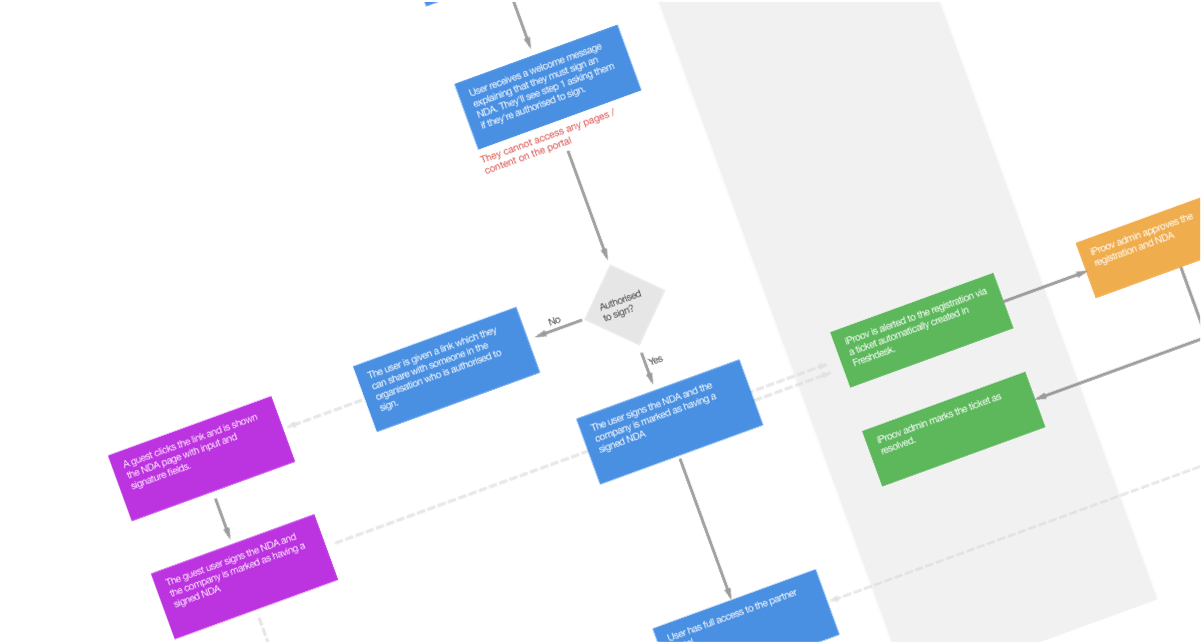 User receives a welcome message
explaining that they must sign an
NDA. They'll see step 1 asking them
if they're authorised to sign.
They cannot access any pages /
content on the portal
Authorised
to sign?
No
Yes
The user is given a link which they
can share with someone in the
organisation who is authorised to
sign.
The user signs the NDA and the
company is marked as having a
signed NDA
A guest clicks the link and is shown
the NDA page with input and
signature fields.
The guest user signs the NDA and
the company is marked as having a
signed NDA
User has full access to the partner
iProov is alerted to the registration via
a ticket automatically created in
Freshdesk.
iProov admin marks the ticket as
resolved.
iProov admin approves the
registration and NDA